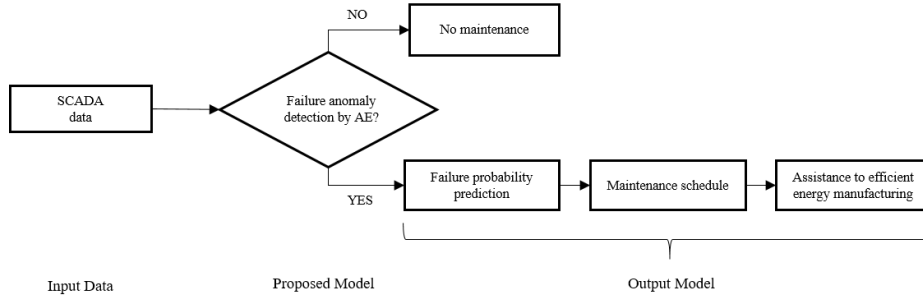 NO
No maintenance
SCADA
data
Failure anomaly
detection by AE?
YES
Failure probability
prediction
Maintenance schedule
Assistance to efficient
energy manufacturing
Input Data
Proposed Model
Output Model